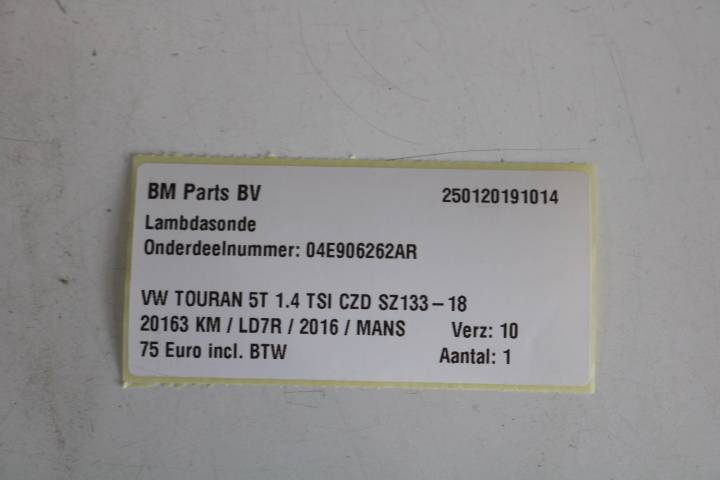 BM Parts BV 250120191014
Lambdasonde
Onderdeelnummer: 04E906262AR
VW TOURAN 5T 1.4 TSI CZD SZ133-18
20163 KM / LD7R / 2016 / MANS Verz: 10
75 Euro incl. BTW Aantal: 1